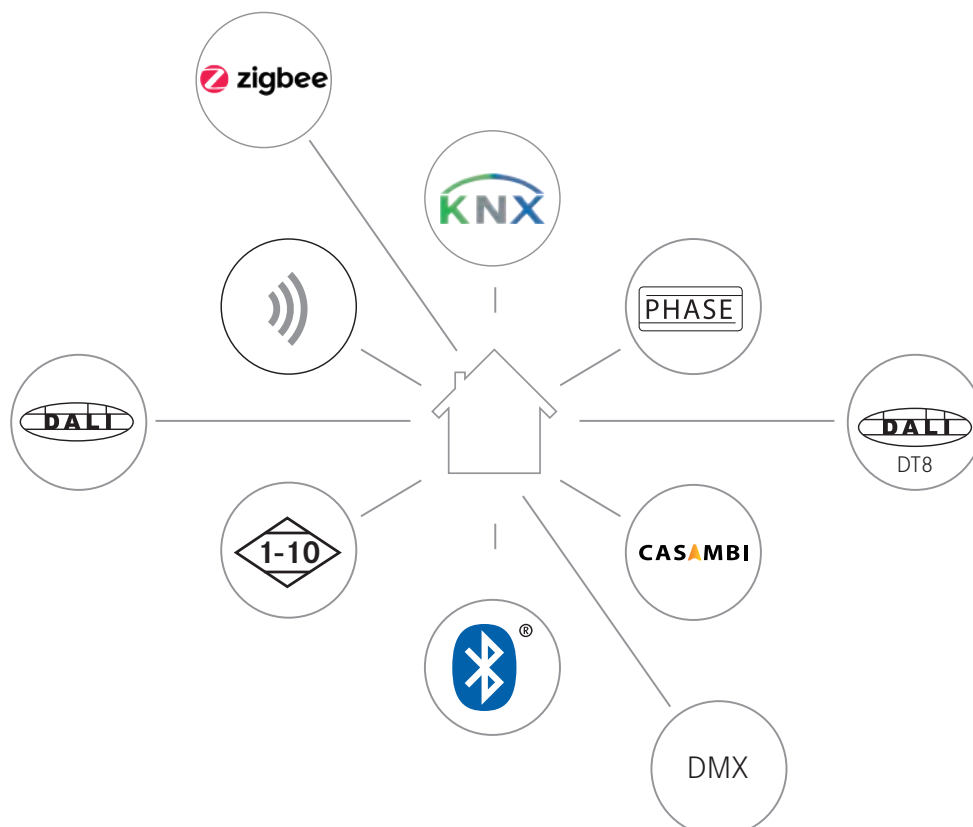 zigbee
KNX
PHASE
DALI
DALI
DT8
1-10
CASAMBI
®
DMX